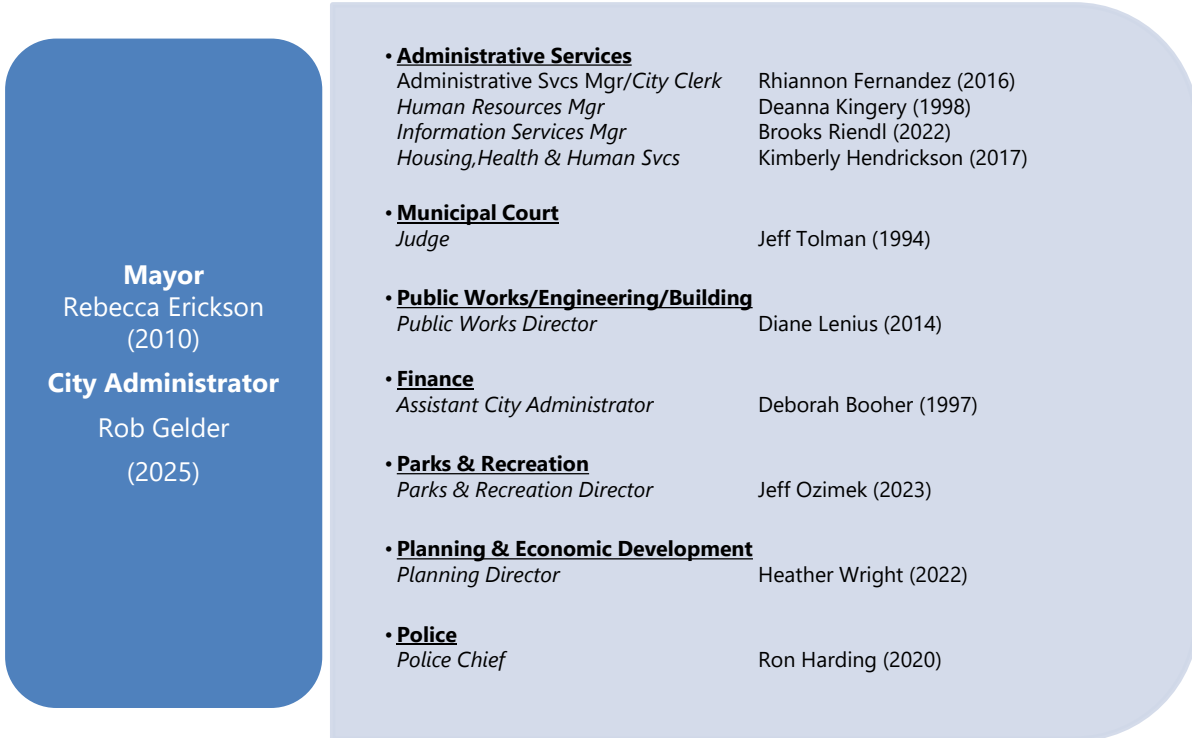 Mayor
Rebecca Erickson
(2010)
City Administrator
Rob Gelder
(2025)
• Administrative Services
Administrative Svcs Mgr/City Clerk Rhiannon Fernandez (2016)
Human Resources Mgr Deanna Kingery (1998)
Information Services Mgr Brooks Riendl (2022)
Housing,Health & Human Svcs Kimberly Hendrickson (2017)
• Municipal Court
Judge Jeff Tolman (1994)
• Public Works/Engineering/Building
Public Works Director Diane Lenius (2014)
• Finance
Assistant City Administrator Deborah Booher (1997)
• Parks & Recreation
Parks & Recreation Director Jeff Ozimek (2023)
• Planning & Economic Development
Planning Director Heather Wright (2022)
• Police
Police Chief Ron Harding (2020)